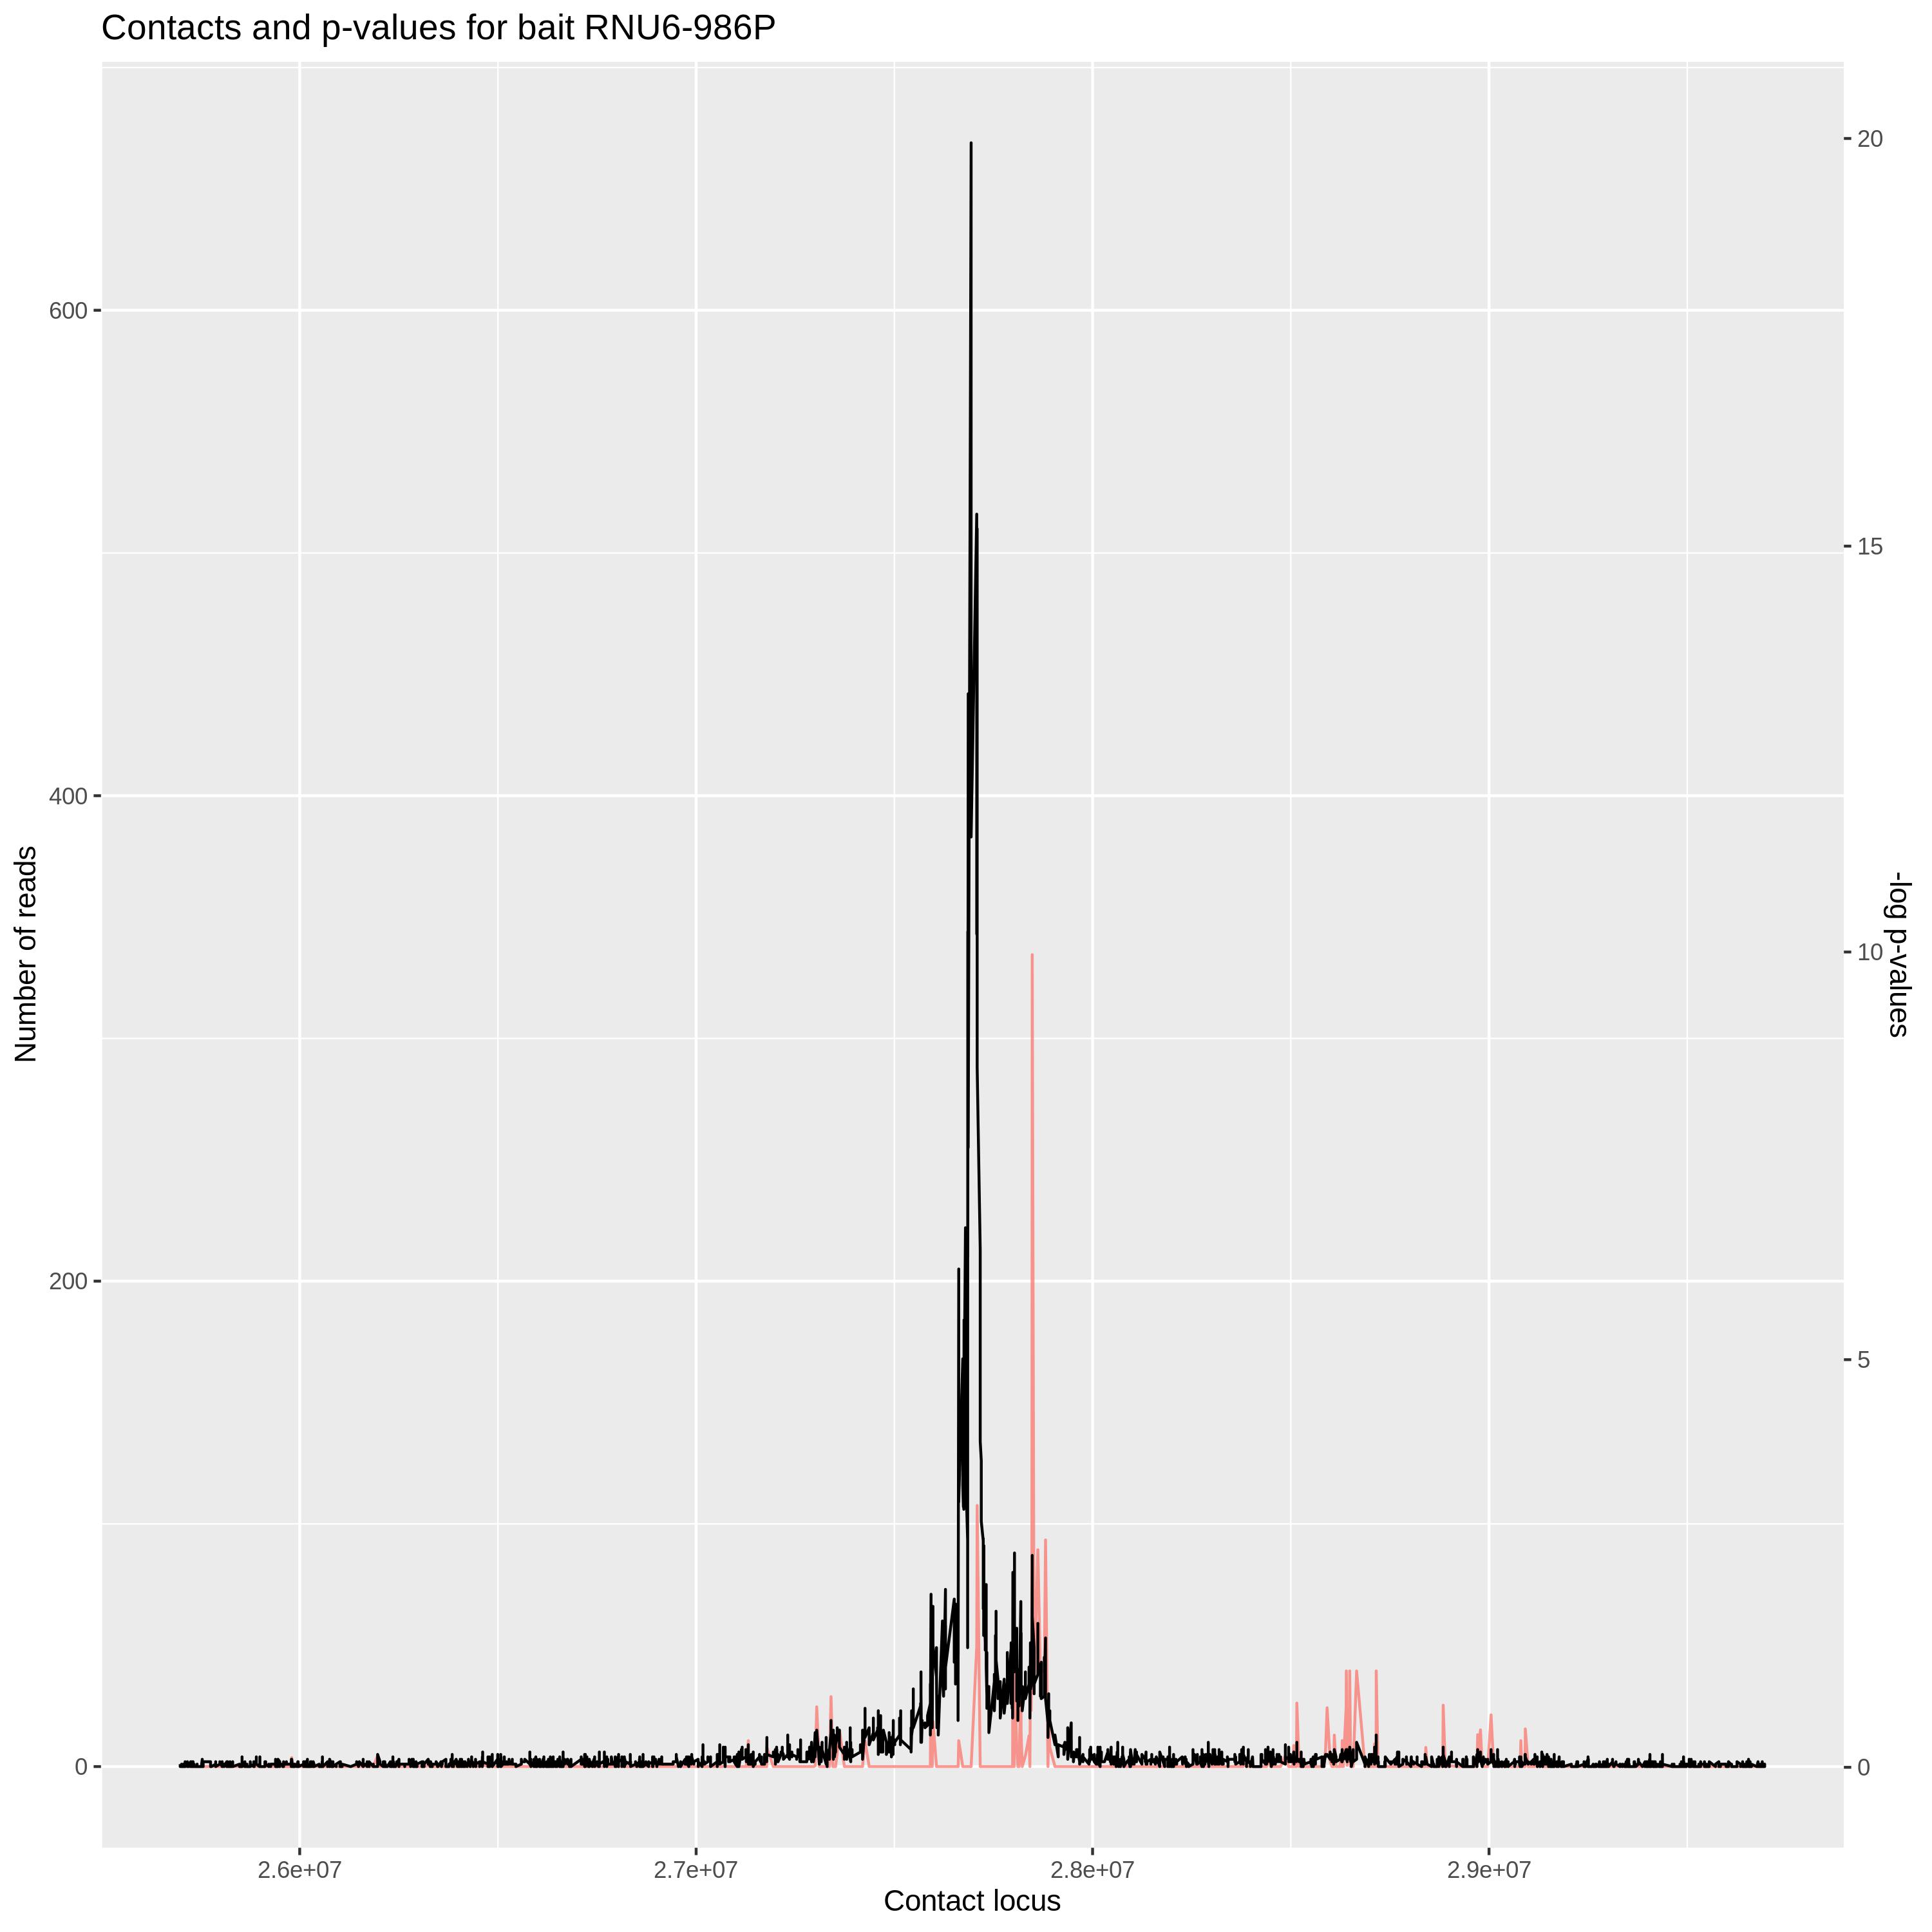 Contacts and p-values for bait RNU6-986P
600
400
200
0
20
15
10
5
0
Number of reads
-log p-values
2.6e+07 2.7e+07 2.8e+07 2.9e+07
Contact locus